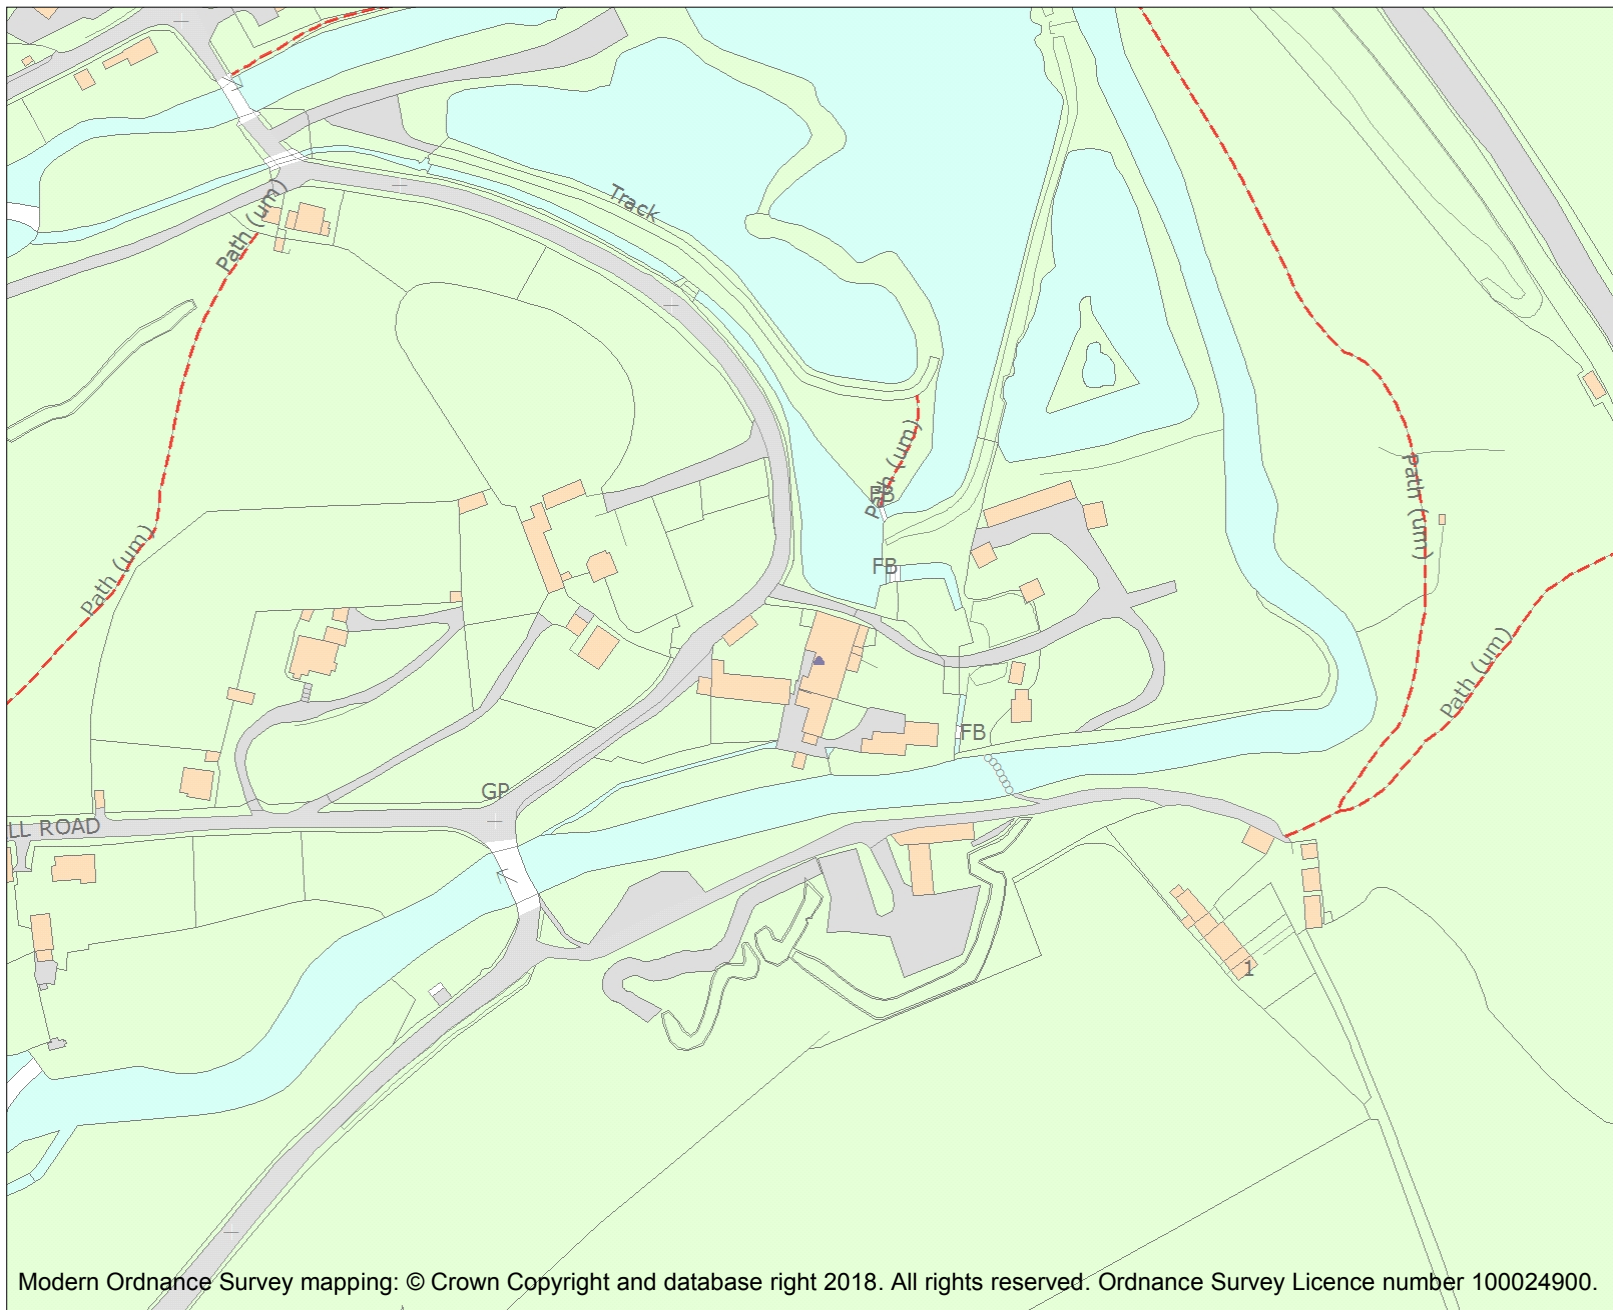 Track
Path (um)
Path (um)
FB
Path (um)
Path (um)
FB
Path (um)
FB
GP
LL ROAD
1
Modern Ordnance Survey mapping: © Crown Copyright and database right 2018. All rights reserved. Ordnance Survey Licence number 100024900.